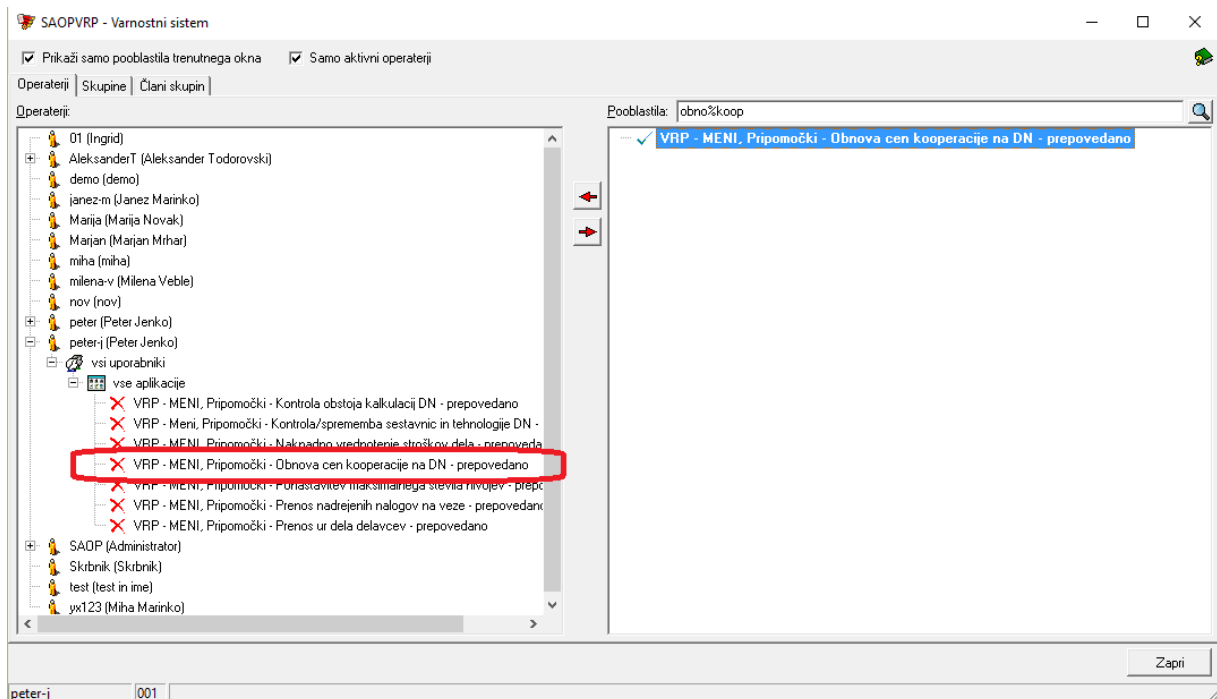 SAOPVRP - Varnostni sistem
Prikaži samo pooblastila trenutnega okna
Samo aktivni operaterji
Operaterji
Skupine
Člani skupin
Operaterji:
01 (Ingrid)
AleksanderT (Aleksander Todorovski)
demo (demo)
janez-m (Janez Marinko)
Marija (Marija Novak)
Marjan (Marjan Mrhar)
miha (miha)
milena-v (Milena Veble)
nov (nov)
peter (Peter Jenko)
peter-j (Peter Jenko)
vsi uporabniki
vse aplikacije
VRP - MENI, Pripomočki - Kontrola obstoja kalkulacij DN - prepovedano
VRP - Meni, Pripomočki - Kontrola/sprememba sestavnic in tehnologije DN -
VRP - MENI, Pripomočki - Naknadno vrednotenje stroškov dela - prepoveda
VRP - MENI, Pripomočki - Obnova cen kooperacije na DN - prepovedano
VRP - MENI, Pripomočki - Ponastavitev maksimalnega števila nivojev - prepo
VRP - MENI, Pripomočki - Prenos nadrejenih nalogov na veze - prepovedano
VRP - MENI, Pripomočki - Prenos ur dela delavcev - prepovedano
SAOP (Administrator)
Skrbnik (Skrbnik)
test (test in ime)
yx123 (Miha Marinko)
Pooblastila: obno%koop
VRP - MENI, Pripomočki - Obnova cen kooperacije na DN - prepovedano
Zapri
peter-j 001